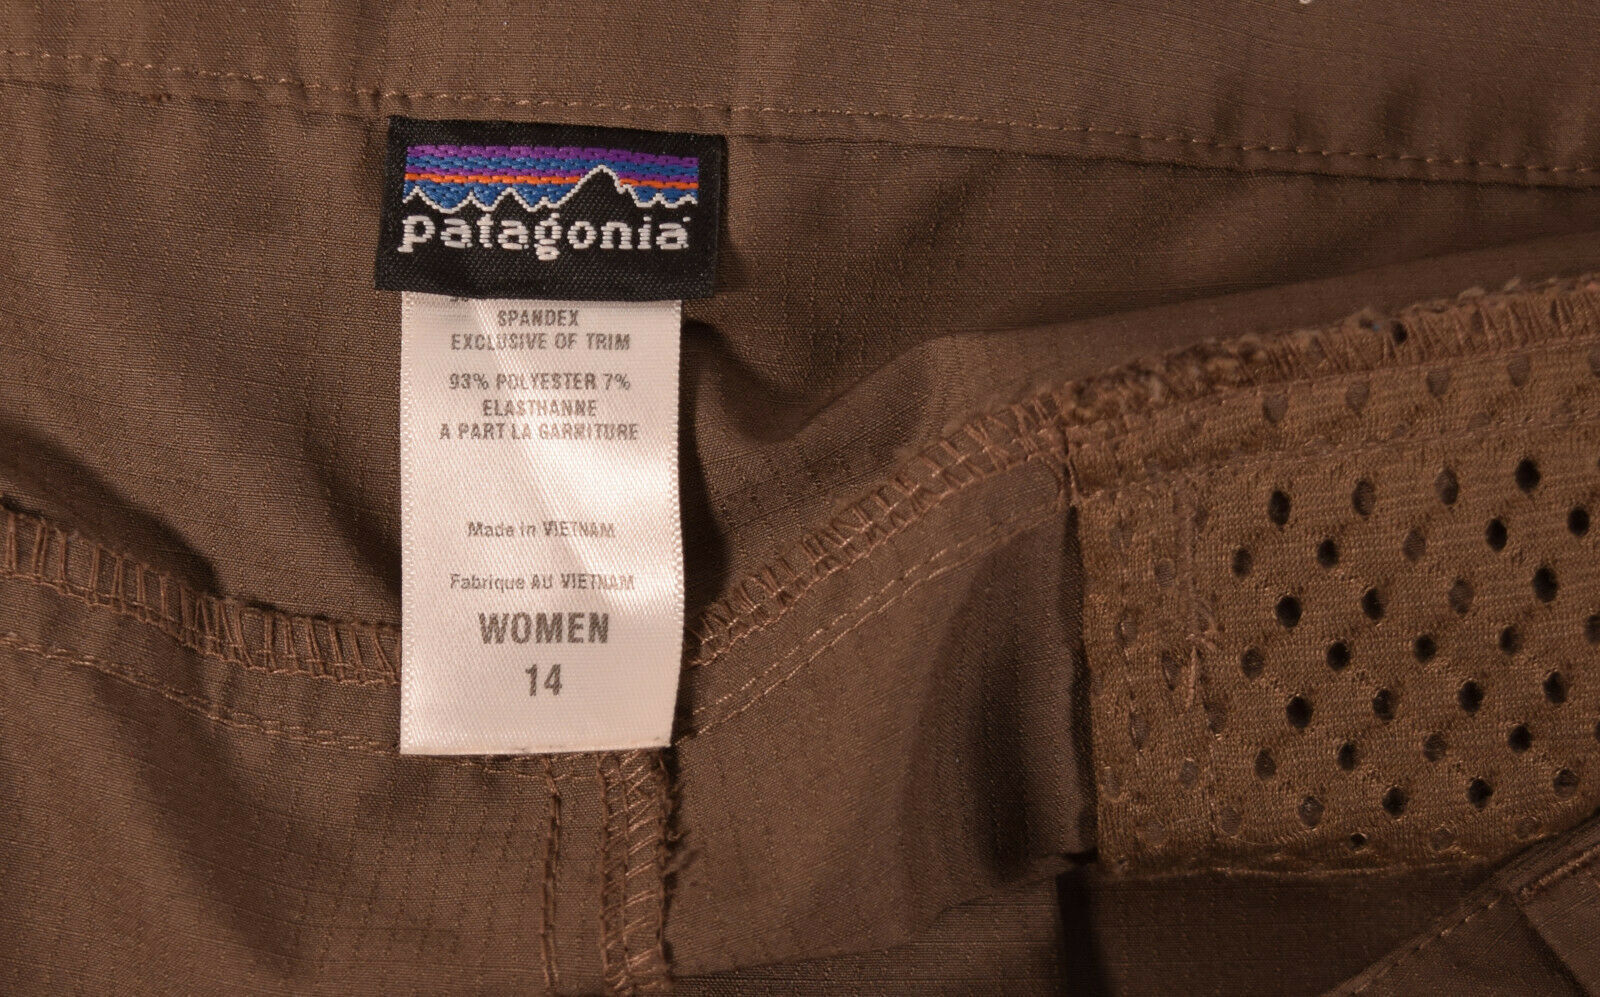 patagonia
SPANDEX
EXCLUSIVE OF TRIM
93% POLYESTER 7%
ELASTHANNE
A PART LA GARNITURE
Made in VIETNAM
Fabrique AU VIETNAM
WOMEN
14